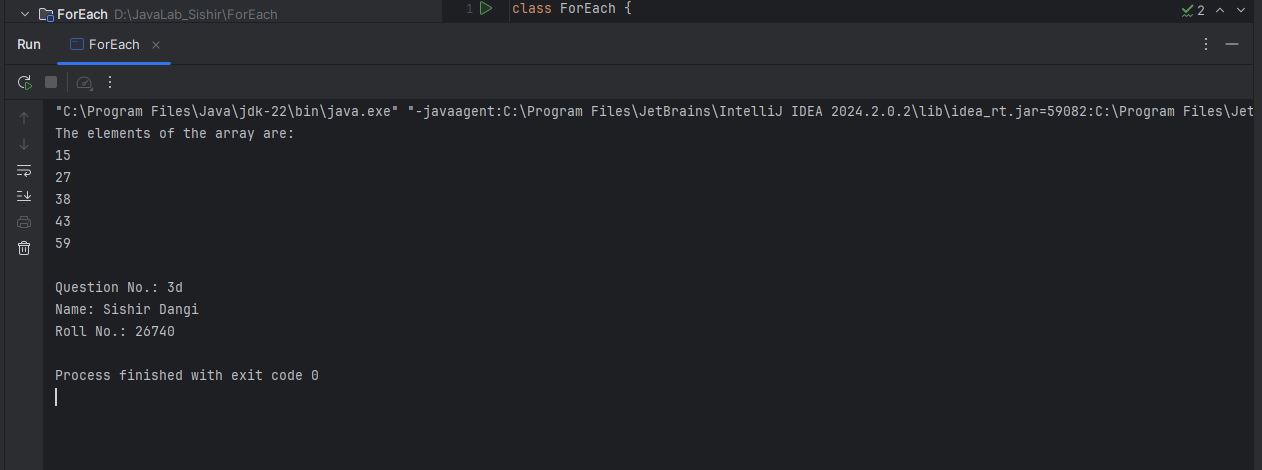 ForEach D:\JavaLab_Sishir\ForEach
1 class ForEach {
2
Run ForEach
"C:\Program Files\Java\jdk-22\bin\java.exe" "-javaagent:C:\Program Files\JetBrains\IntelliJ IDEA 2024.2.0.2\lib\idea_rt.jar=59082:C:\Program Files\Jet
The elements of the array are:
15
27
38
43
59
Question No.: 3d
Name: Sishir Dangi
Roll No.: 26740
Process finished with exit code 0